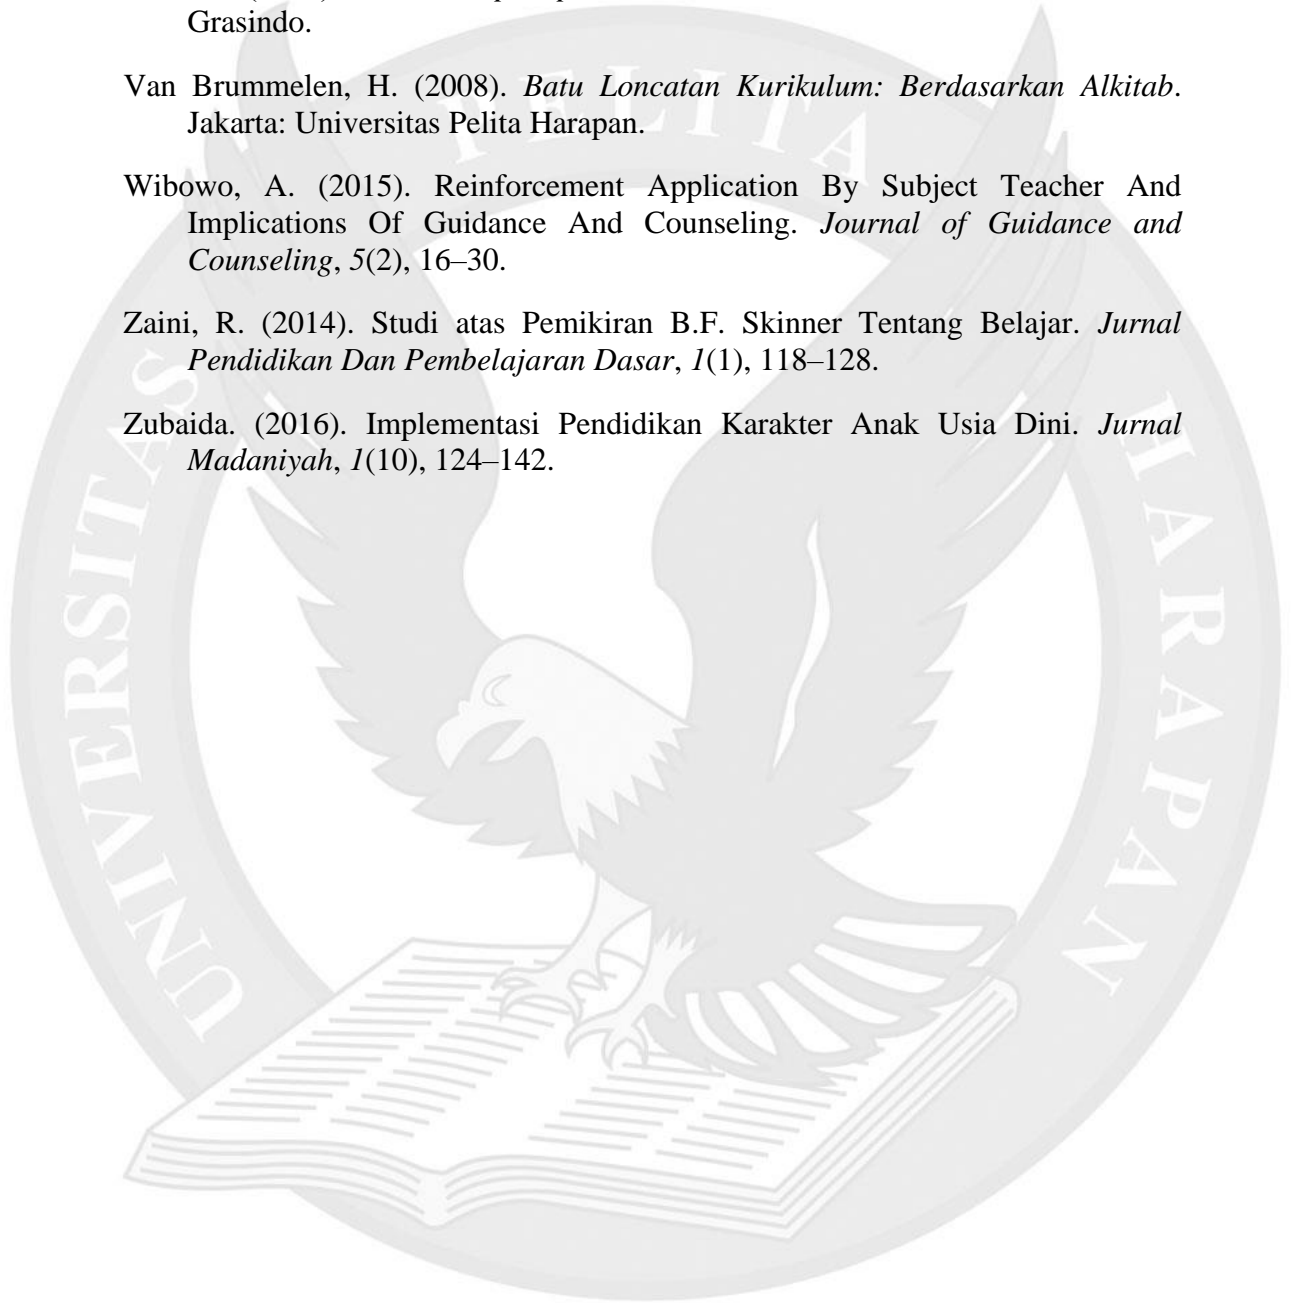 Grasindo.
Van Brummelen, H. (2008). Batu Loncatan Kurikulum: Berdasarkan Alkitab.
Jakarta: Universitas Pelita Harapan.
Wibowo, A. (2015). Reinforcement Application By Subject Teacher And
Implications Of Guidance And Counseling. Journal of Guidance and
Counseling, 5(2), 16–30.
Zaini, R. (2014). Studi atas Pemikiran B.F. Skinner Tentang Belajar. Jurnal
Pendidikan Dan Pembelajaran Dasar, 1(1), 118–128.
Zubaida. (2016). Implementasi Pendidikan Karakter Anak Usia Dini. Jurnal
Madaniyah, 1(10), 124–142.
UNIVERSITAS PELITA HARAPAN